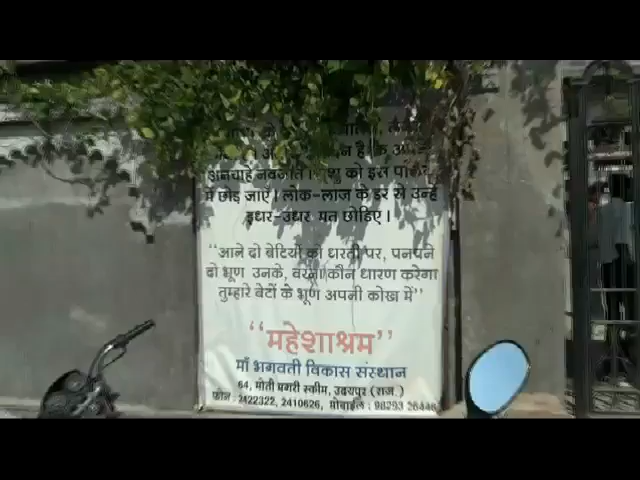 अनचाहे नवजात शिशु को इस पालने
में छोड़ जाएँ। लोक-लाज के डर से उन्हें
इधर-उधर मत छोडिए।
“आने दो बेटियों को धरती पर, पनपने
दो भ्रूण उनके, वरना कौन धारण करेगा
तुम्हारे बेटों के भ्रूण अपनी कोख में”
“महेशाश्रम”
माँ भगवती विकास संस्थान
64, मोती मगरी स्कीम, उदयपुर (राज.)
फोन : 2422322, 2410626, मोबाईल : 98293 26446